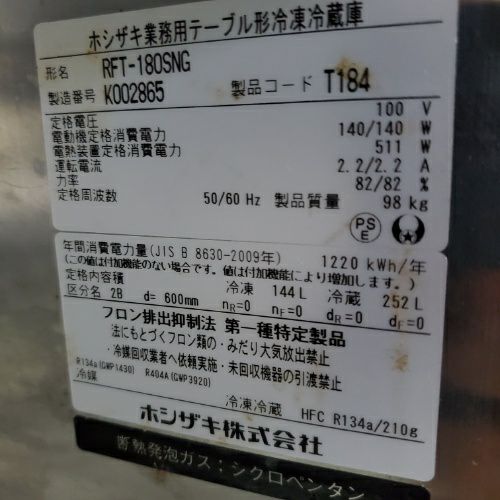 ホシザキ業務用テーブル形冷凍冷蔵庫
形名 RFT-180SNG
製造番号 K002865 製品コード T184
定格電圧 100 V
電動機定格消費電力 140/140 W
電熱装置定格消費電力 511 W
運転電流 2.2/2.2 A
力率 82/82 %
定格周波数 50/60 Hz 製品質量 98 kg
PS
E
年間消費電力量(JIS B 8630-2009年) 1220 kWh/年
(この値は付加機能のない場合です。値は付加機能により増加します。)
定格内容積 冷凍 144L 冷蔵 252L
区分名 2B d= 600mm nR=0 nF=0 dR=0 dF=0
フロン排出抑制法 第一種特定製品
法にもとづくフロン類の・みだり大気放出禁止
・冷媒回収業者へ依頼実施・未回収機器の引渡禁止
R134a(GWP1430) R404A(GWP3920)
冷媒 冷凍冷蔵 HFC R134a/210g
ホシザキ株式会社
断熱発泡ガス:シクロペンタン